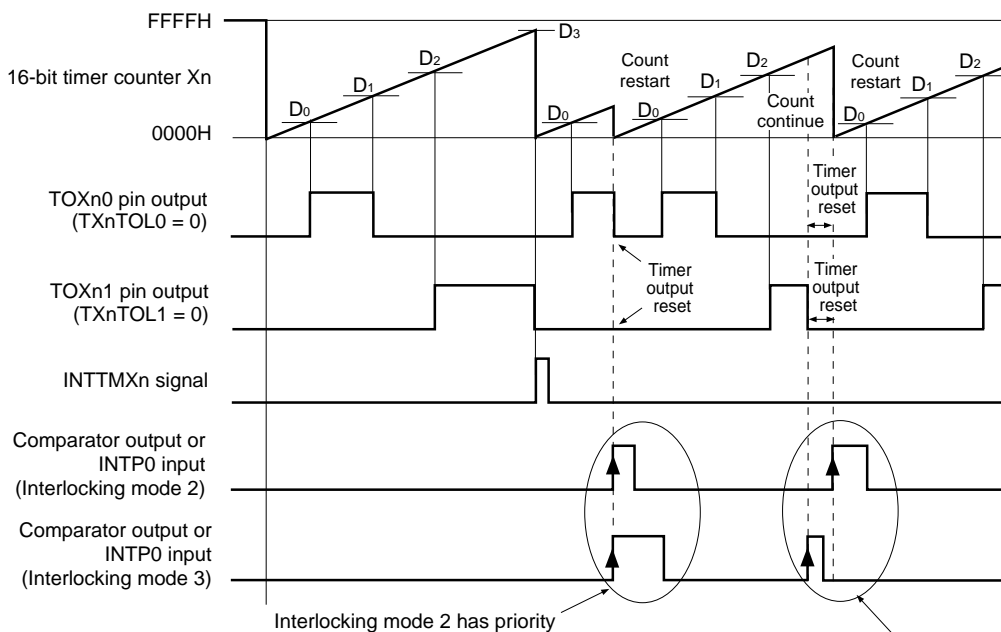 FFFFH
16-bit timer counter Xn
0000H
D0
D1
D2
D3
D0
Count
restart
D0
D1
D2
Count
continue
Count
restart
D0
D1
D2
TOXn0 pin output
(TXnTOL0 = 0)
Timer
output
reset
TOXn1 pin output
(TXnTOL1 = 0)
Timer
output
reset
Timer
output
reset
INTTMXn signal
Comparator output or
INTP0 input
(Interlocking mode 2)
Comparator output or
INTP0 input
(Interlocking mode 3)
Interlocking mode 2 has priority